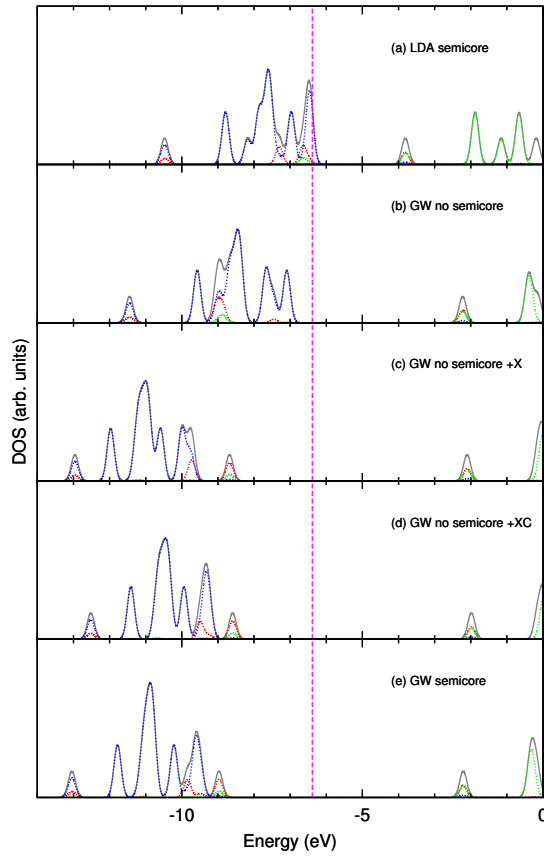 (a) LDA semicore
(b) GW no semicore
(c) GW no semicore +X
(d) GW no semicore +XC
(e) GW semicore
DOS (arb. units)
-10 -5 0
Energy (eV)